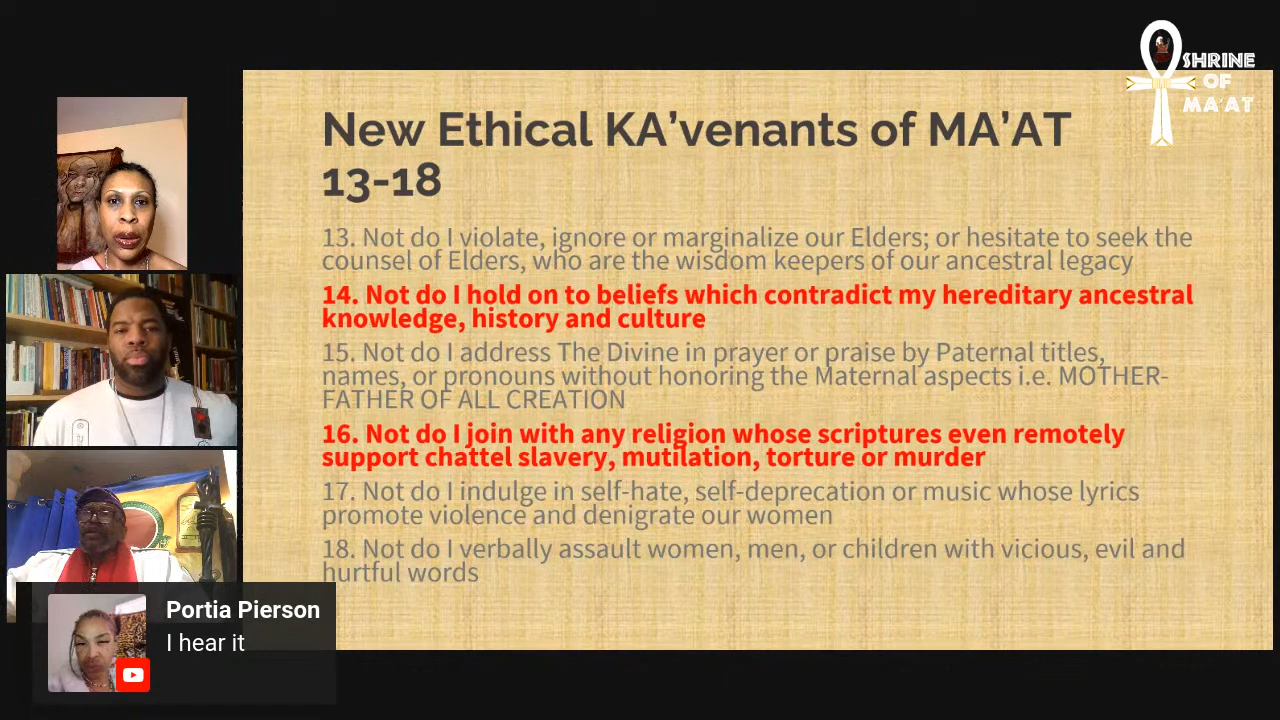 SHRINE
OF
MA'AT
New Ethical KA’venants of MA’AT
13-18
13. Not do I violate, ignore or marginalize our Elders; or hesitate to seek the
counsel of Elders, who are the wisdom keepers of our ancestral legacy
14. Not do I hold on to beliefs which contradict my hereditary ancestral
knowledge, history and culture
15. Not do I address The Divine in prayer or praise by Paternal titles,
names, or pronouns without honoring the Maternal aspects i.e. MOTHER-
FATHER OF ALL CREATION
16. Not do I join with any religion whose scriptures even remotely
support chattel slavery, mutilation, torture or murder
17. Not do I indulge in self-hate, self-deprecation or music whose lyrics
promote violence and denigrate our women
18. Not do I verbally assault women, men, or children with vicious, evil and
hurtful words
Portia Pierson
I hear it